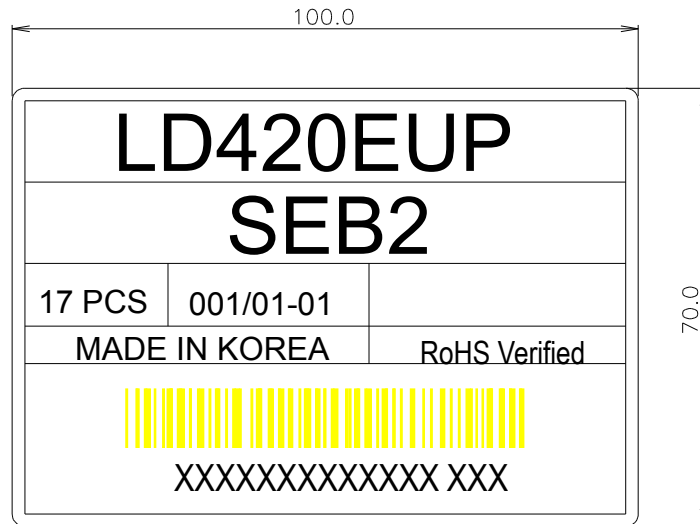 100.0
LD420EUP
SEB2
17 PCS 001/01-01
70.0
MADE IN KOREA RoHS Verified
XXXXXXXXXXXXX XXX